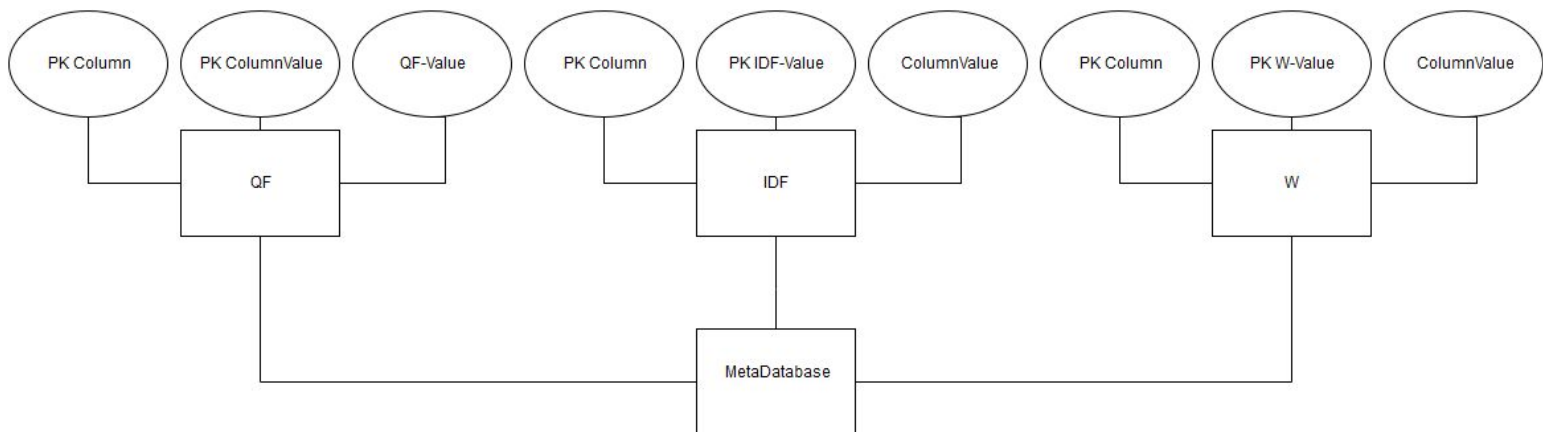 PK Column
PK ColumnValue
QF-Value
PK Column
PK IDF-Value
ColumnValue
PK Column
PK W-Value
ColumnValue
QF
IDF
W
MetaDatabase